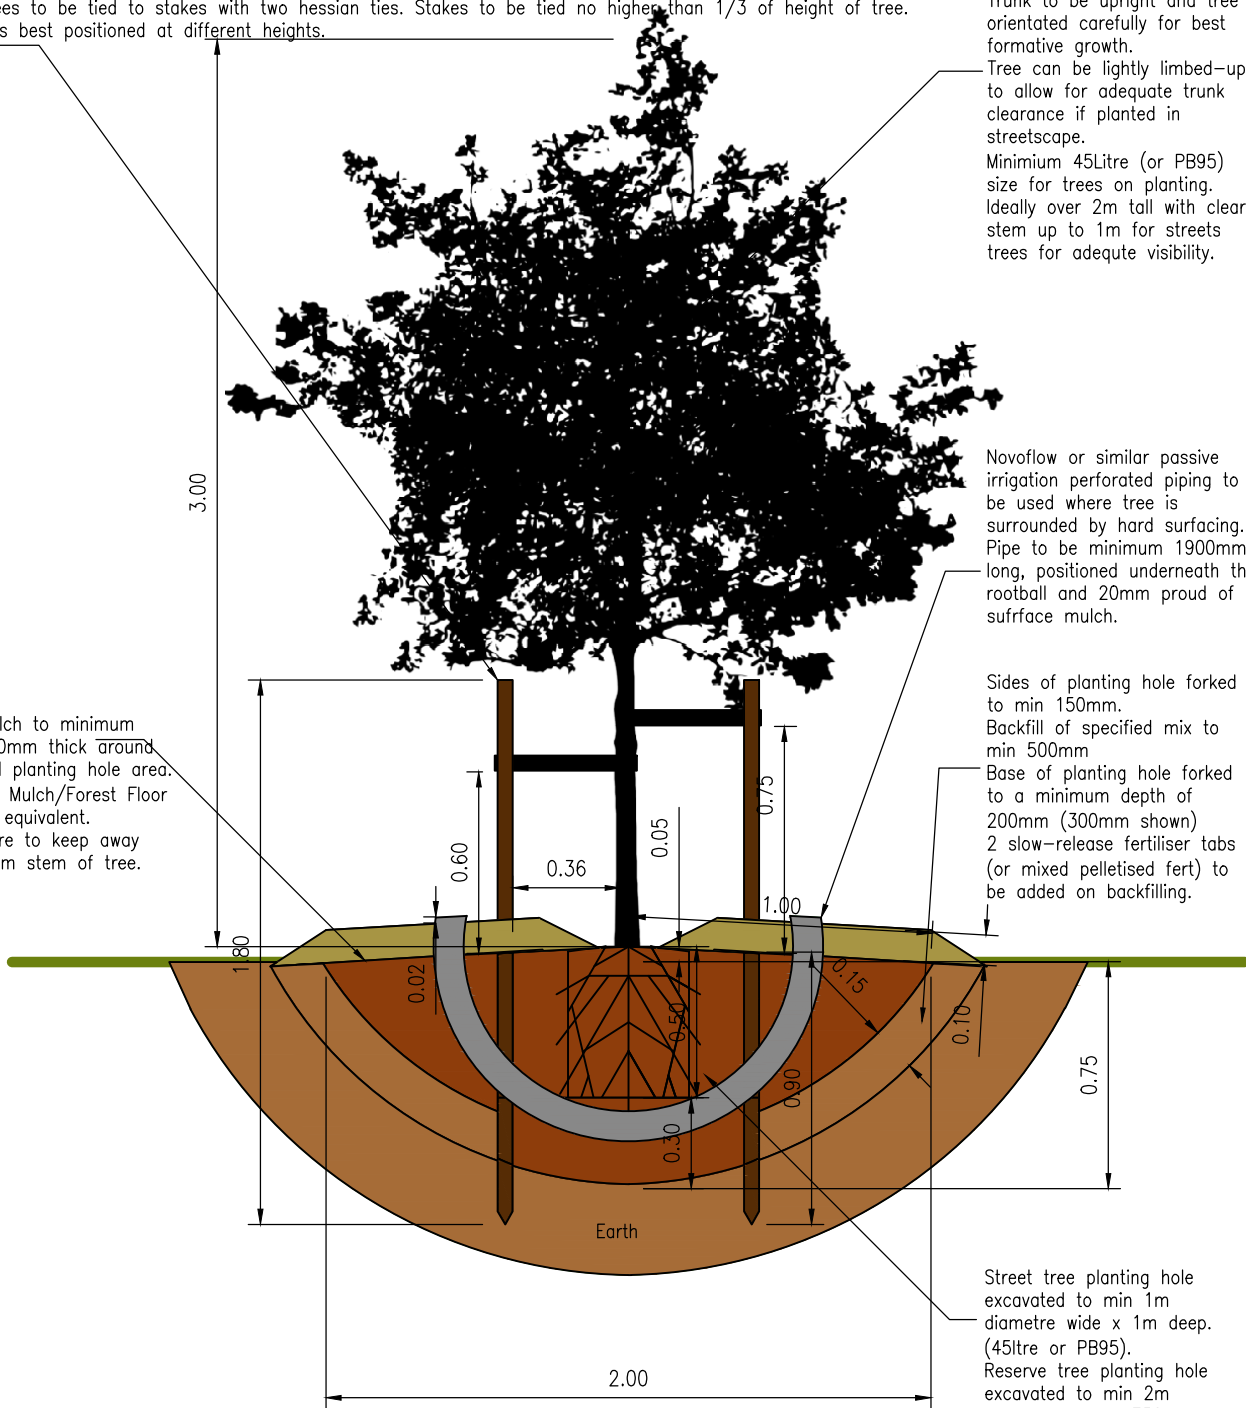 to be tied to stakes with two hessian ties. Stakes to be tied no higher than 1/3 of height of tree.
best positioned at different heights.
Trunk to be upright and tree
orientated carefully for best
formative growth.
Tree can be lightly limbed-up
to allow for adequate trunk
clearance if planted in
streetscape.
Minimium 45Litre (or PB95)
size for trees on planting.
Ideally over 2m tall with clear
stem up to 1m for streets
trees for adequte visibility.
3.00
Novoflow or similar passive
irrigation perforated piping to
be used where tree is
surrounded by hard surfacing.
Pipe to be minimum 1900mm
long, positioned underneath th
rootball and 20mm proud of
sufrface mulch.
Sides of planting hole forked
to min 150mm.
Backfill of specified mix to
min 500mm
Base of planting hole forked
to a minimum depth of
200mm (300mm shown)
2 slow-release fertiliser tabs
(or mixed pelletised fert) to
be added on backfilling.
lch to minimum
0mm thick around
planting hole area.
Mulch/Forest Floor
equivalent.
re to keep away
m stem of tree.
0.75
0.60
0.05
0.36
1.00
1.80
0.02
0.15
0.50
0.10
0.90
0.75
0.30
Earth
2.00
Street tree planting hole
excavated to min 1m
diametre wide x 1m deep.
(45ltre or PB95).
Reserve tree planting hole
excavated to min 2m